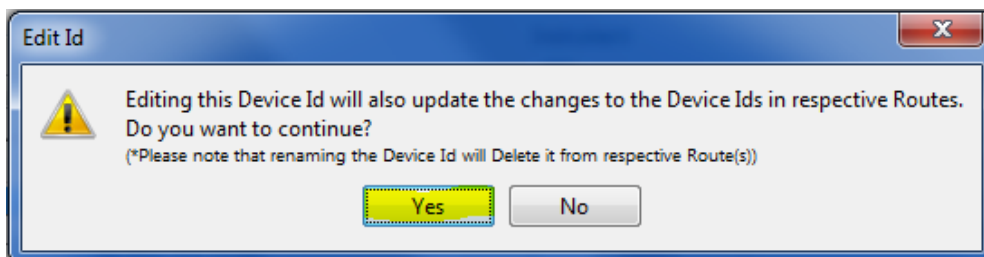 Edit Id
Editing this Device Id will also update the changes to the Device Ids in respective Routes.
Do you want to continue?
(*Please note that renaming the Device Id will Delete it from respective Route(s))
Yes No